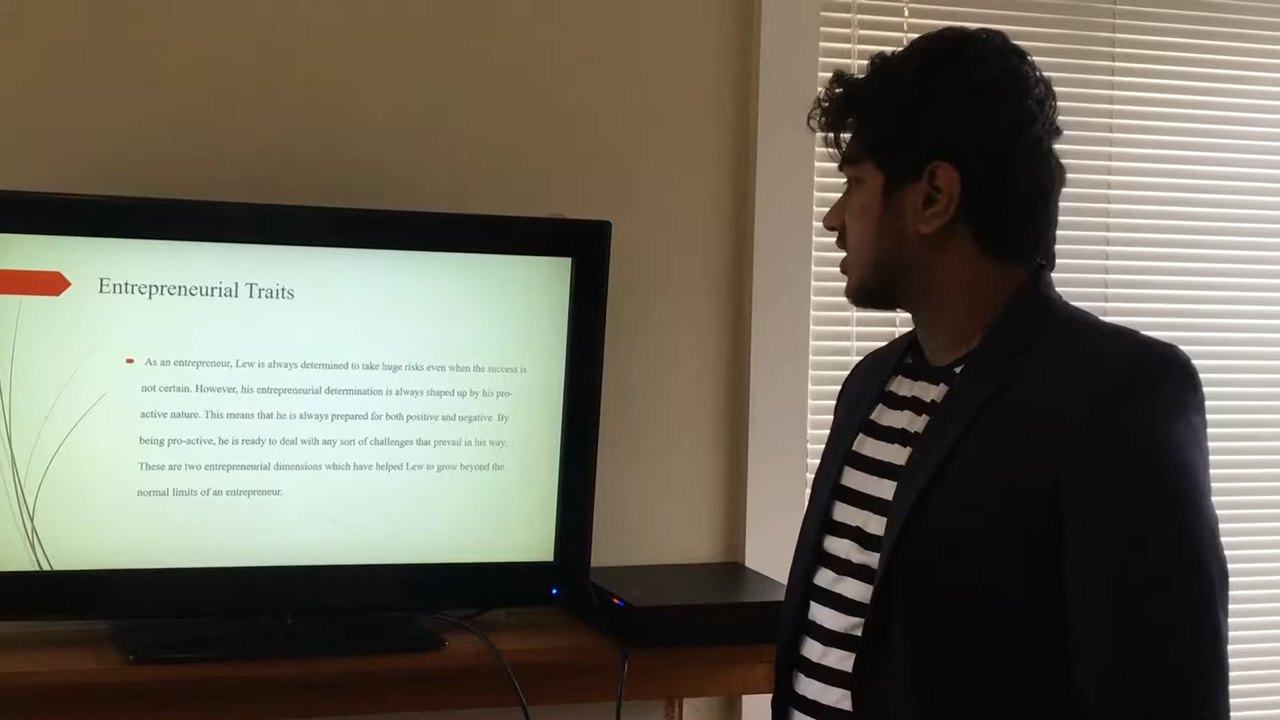 Entrepreneurial Traits
As an entrepreneur, Lew is always determined to take huge risks even when the success is
not certain. However, his entrepreneurial determination is always shaped up by his pro-
active nature. This means that he is always prepared for both positive and negative. By
being pro-active, he is ready to deal with any sort of challenges that prevail in his way.
These are two entrepreneurial dimensions which have helped Lew to grow beyond the
normal limits of an entrepreneur.